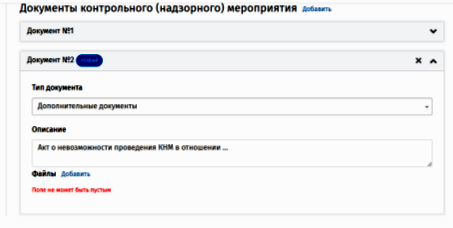 Документы контрольного (надзорного) мероприятия Добавить
Документ №1
Документ №2
Тип документа
Дополнительные документы
Описание
Акт о невозможности проведения КНМ в отношении ...
Файлы Добавить
Поле не может быть пустым